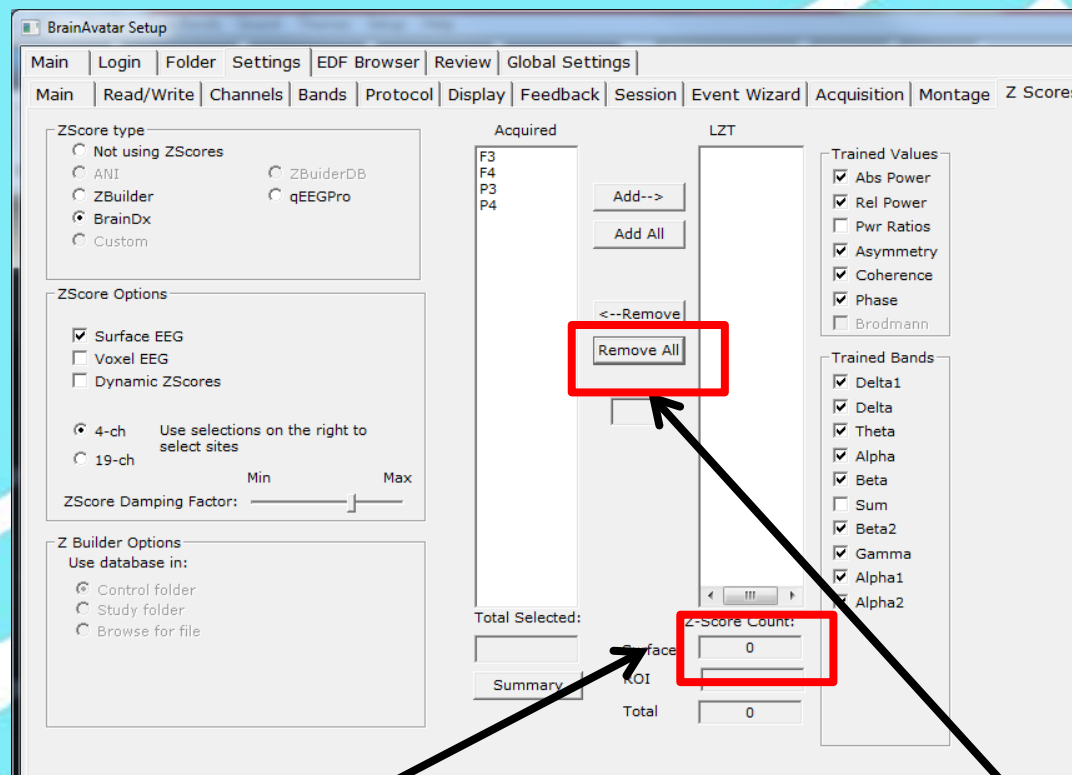 BrainAvatar Setup
Main Login Folder Settings EDF Browser Review Global Settings
Main Read/Write Channels Bands Protocol Display Feedback Session Event Wizard Acquisition Montage Z Scores
ZScore type
Not using ZScores
ANI ZBuiderDB
ZBuilder qEEGPro
BrainDx
Custom
ZScore Options
Surface EEG
Voxel EEG
Dynamic ZScores
4-ch Use selections on the right to
select sites
19-ch
Min Max
ZScore Damping Factor:
Z Builder Options
Use database in:
Control folder
Study folder
Browse for file
Acquired
F3
F4
P3
P4
Total Selected:
Summary
Add-->
Add All
<--Remove
Remove All
LZT
Z-Score Count:
Surface 0
ROI
Total 0
Trained Values
Abs Power
Rel Power
Pwr Ratios
Asymmetry
Coherence
Phase
Brodmann
Trained Bands
Delta1
Delta
Theta
Alpha
Beta
Sum
Beta2
Gamma
Alpha1
Alpha2